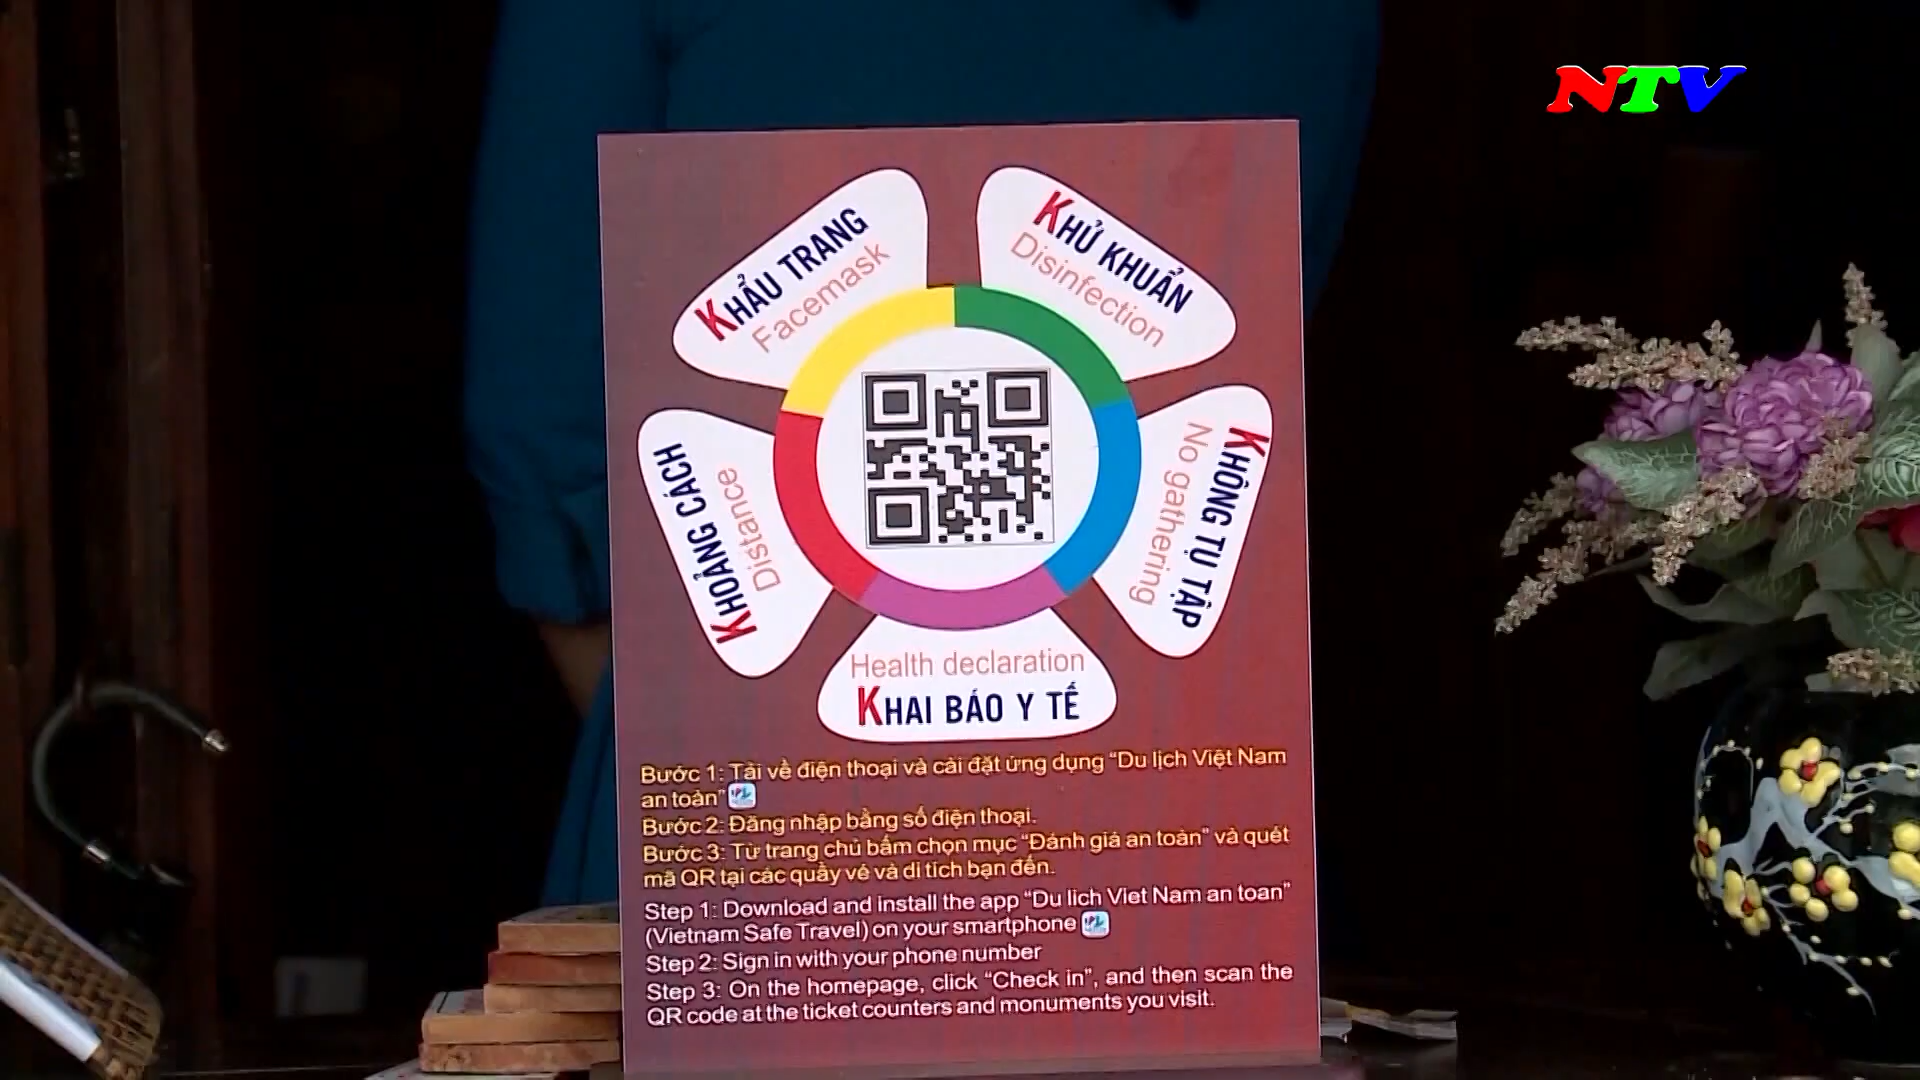 NTV
KHẨU TRANG
Facemask
KHỬ KHUẨN
Disinfection
KHOẢNG CÁCH
Distance
KHÔNG TỤ TẬP
No gathering
Health declaration
KHAI BÁO Y TẾ
Bước 1: Tải về điện thoại và cài đặt ứng dụng “Du lịch Việt Nam
an toàn”
Bước 2: Đăng nhập bằng số điện thoại.
Bước 3: Từ trang chủ bấm chọn mục “Đánh giá an toàn” và quét
mã QR tại các quầy vé và di tích bạn đến.
Step 1: Download and install the app “Du lich Viet Nam an toan”
(Vietnam Safe Travel) on your smartphone
Step 2: Sign in with your phone number
Step 3: On the homepage, click “Check in”, and then scan the
QR code at the ticket counters and monuments you visit.